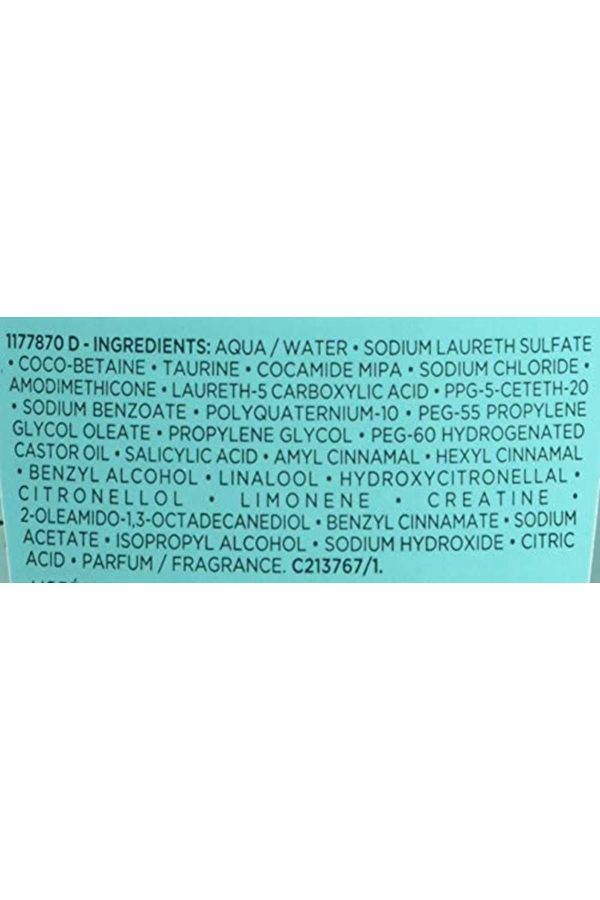 1177870 D - INGREDIENTS: AQUA / WATER • SODIUM LAURETH SULFATE
• COCO-BETAINE • TAURINE • COCAMIDE MIPA • SODIUM CHLORIDE •
AMODIMETHICONE • LAURETH-5 CARBOXYLIC ACID • PPG-5-CETETH-20
• SODIUM BENZOATE • POLYQUATERNIUM-10 • PEG-55 PROPYLENE
GLYCOL OLEATE • PROPYLENE GLYCOL • PEG-60 HYDROGENATED
CASTOR OIL • SALICYLIC ACID • AMYL CINNAMAL • HEXYL CINNAMAL
• BENZYL ALCOHOL • LINALOOL • HYDROXYCITRONELLAL •
CITRONELLOL • LIMONENE • CREATINE •
2-OLEAMIDO-1,3-OCTADECANEDIOL • BENZYL CINNAMATE • SODIUM
ACETATE • ISOPROPYL ALCOHOL • SODIUM HYDROXIDE • CITRIC
ACID • PARFUM / FRAGRANCE. C213767/1.